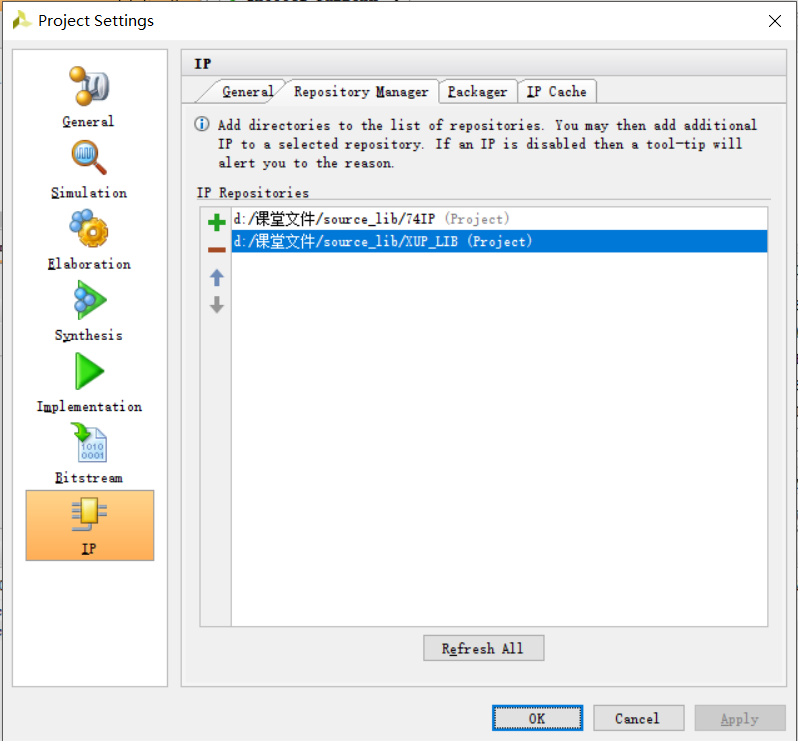 Project Settings
General
Simulation
Elaboration
Synthesis
Implementation
Bitstream
IP
IP
General
Repository Manager
Packager
IP Cache
Add directories to the list of repositories. You may then add additional
IP to a selected repository. If an IP is disabled then a tool-tip will
alert you to the reason.
IP Repositories
d:/课堂文件/source_lib/74IP (Project)
d:/课堂文件/source_lib/XUP_LIB (Project)
Refresh All
OK
Cancel
Apply